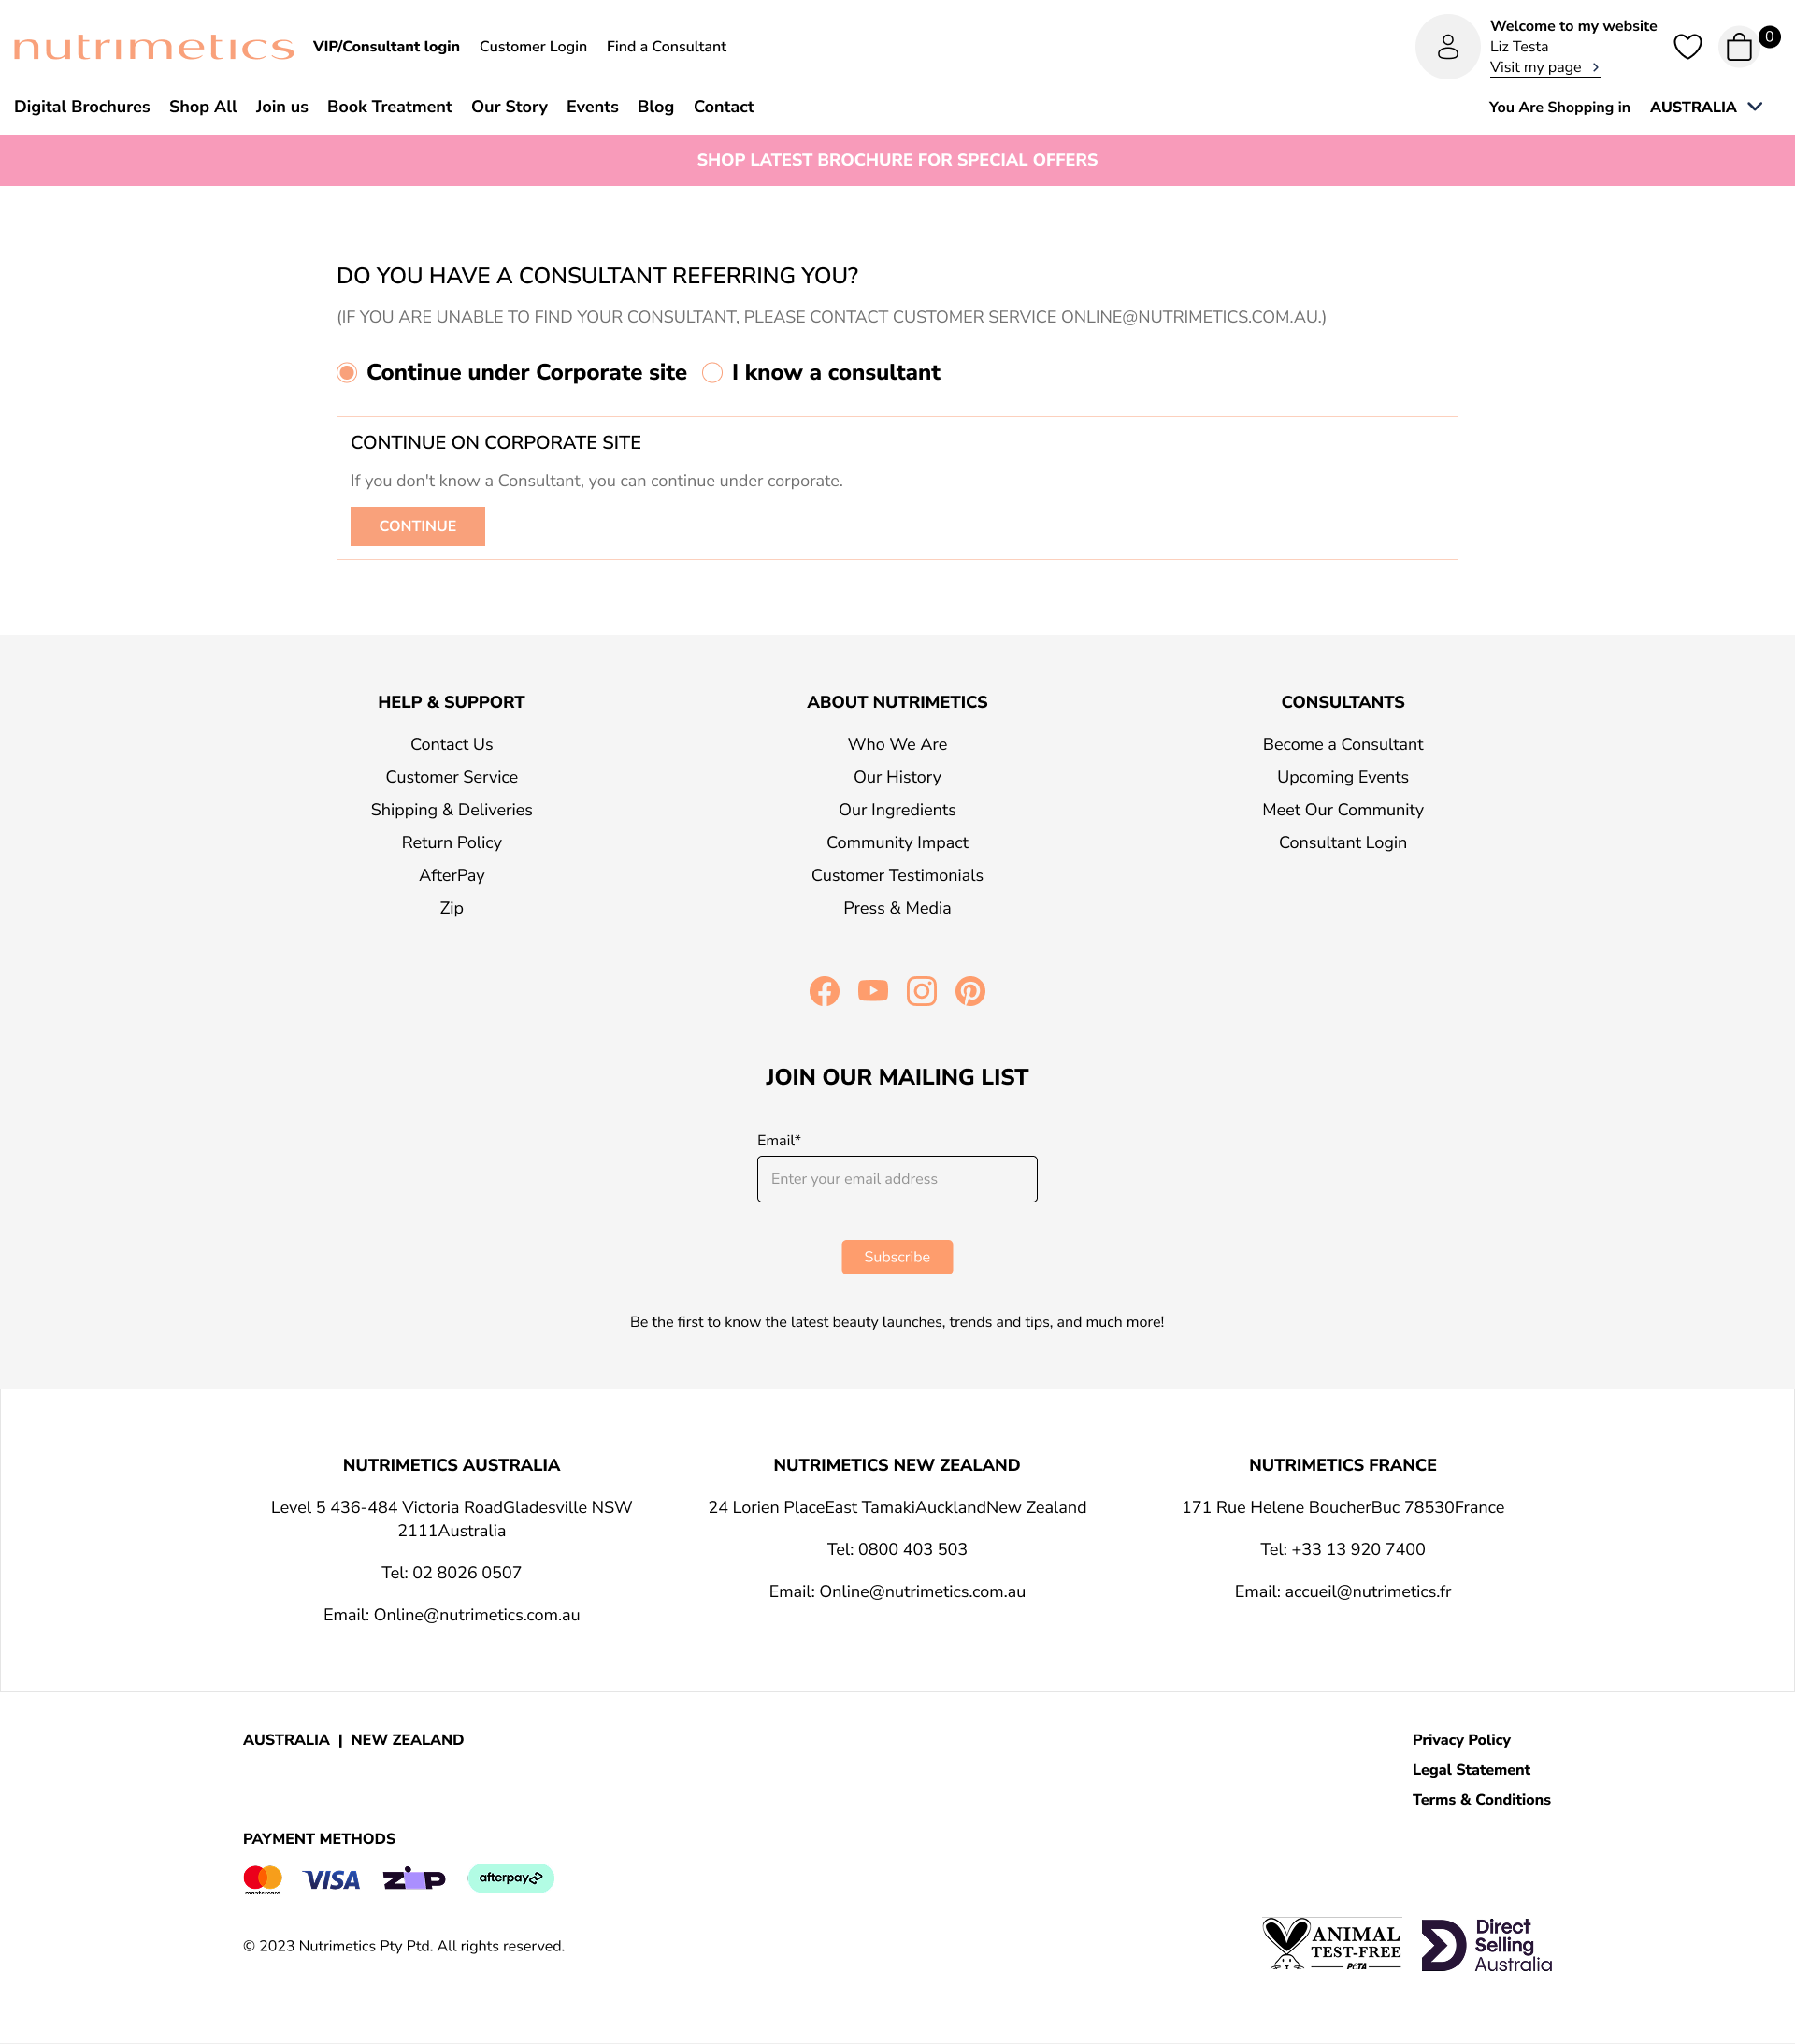 nutrimetics
VIP/Consultant login
Customer Login
Find a Consultant
Welcome to my website
Liz Testa
Visit my page
0
Digital Brochures
Shop All
Join us
Book Treatment
Our Story
Events
Blog
Contact
You Are Shopping in
AUSTRALIA
SHOP LATEST BROCHURE FOR SPECIAL OFFERS
DO YOU HAVE A CONSULTANT REFERRING YOU?
(IF YOU ARE UNABLE TO FIND YOUR CONSULTANT, PLEASE CONTACT CUSTOMER SERVICE ONLINE@NUTRIMETICS.COM.AU.)
Continue under Corporate site
I know a consultant
CONTINUE ON CORPORATE SITE
If you don't know a Consultant, you can continue under corporate.
CONTINUE
HELP & SUPPORT
Contact Us
Customer Service
Shipping & Deliveries
Return Policy
AfterPay
Zip
ABOUT NUTRIMETICS
Who We Are
Our History
Our Ingredients
Community Impact
Customer Testimonials
Press & Media
CONSULTANTS
Become a Consultant
Upcoming Events
Meet Our Community
Consultant Login
JOIN OUR MAILING LIST
Email*
Enter your email address
Subscribe
Be the first to know the latest beauty launches, trends and tips, and much more!
NUTRIMETICS AUSTRALIA
Level 5 436-484 Victoria RoadGladesville NSW
2111Australia
Tel: 02 8026 0507
Email: Online@nutrimetics.com.au
NUTRIMETICS NEW ZEALAND
24 Lorien PlaceEast TamakiAucklandNew Zealand
Tel: 0800 403 503
Email: Online@nutrimetics.com.au
NUTRIMETICS FRANCE
171 Rue Helene BoucherBuc 78530France
Tel: +33 13 920 7400
Email: accueil@nutrimetics.fr
AUSTRALIA | NEW ZEALAND
Privacy Policy
Legal Statement
Terms & Conditions
PAYMENT METHODS
mastercard
VISA
ZIP
afterpay
© 2023 Nutrimetics Pty Ptd. All rights reserved.
ANIMAL
TEST-FREE
PETA
Direct
Selling
Australia